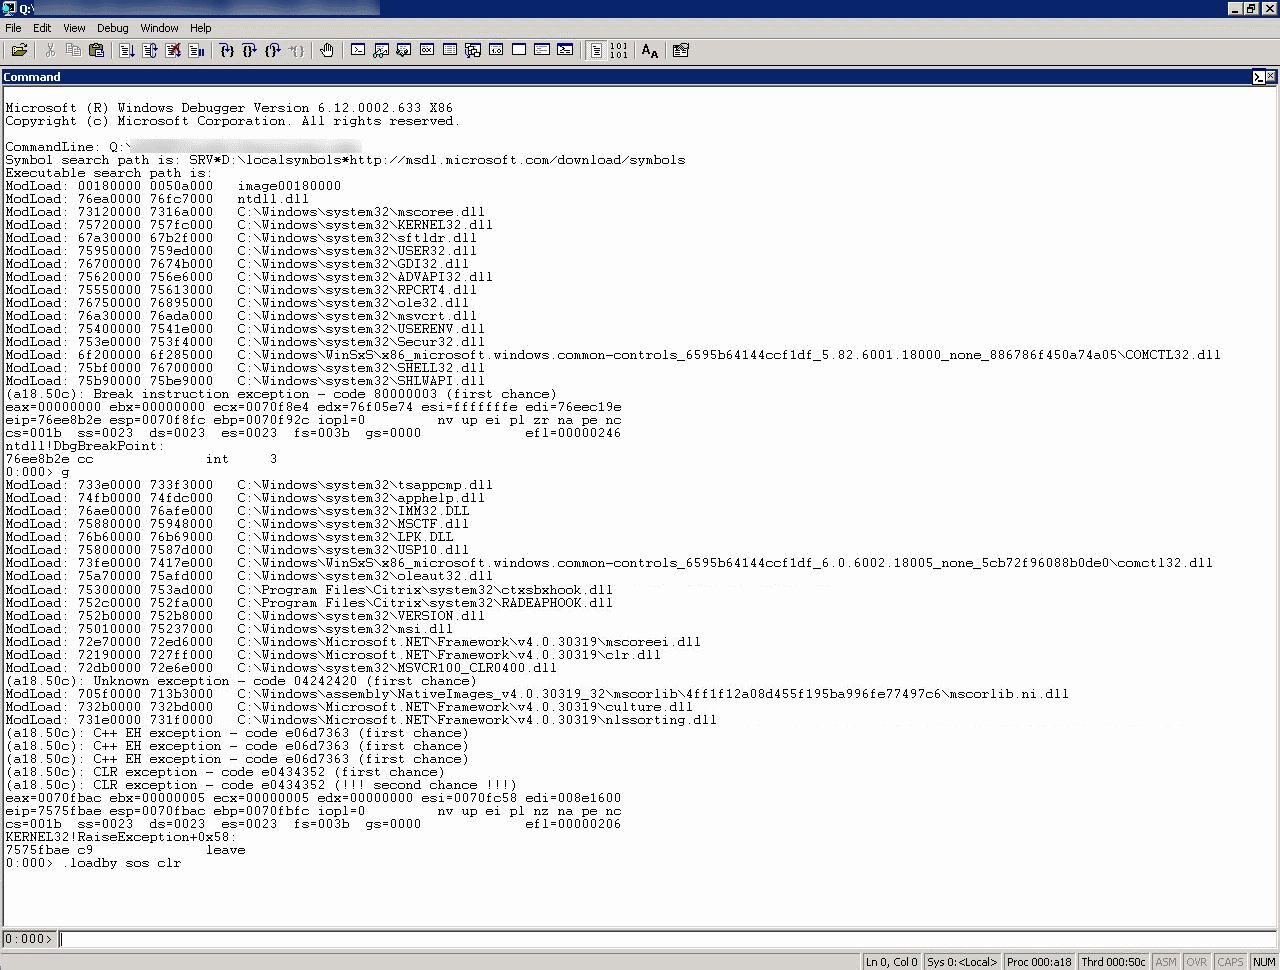 Q:\
File Edit View Debug Window Help
Command
Microsoft (R) Windows Debugger Version 6.12.0002.633 X86
Copyright (c) Microsoft Corporation. All rights reserved.
CommandLine: Q:\
Symbol search path is: SRV*D:\localsymbols*http://msdl.microsoft.com/download/symbols
Executable search path is:
ModLoad: 00180000 0050a000   image00180000
ModLoad: 76ea0000 76fc7000   ntdll.dll
ModLoad: 73120000 7316a000   C:\Windows\system32\mscoree.dll
ModLoad: 75720000 757fc000   C:\Windows\system32\KERNEL32.dll
ModLoad: 67a30000 67b2f000   C:\Windows\system32\sftldr.dll
ModLoad: 75950000 759ed000   C:\Windows\system32\USER32.dll
ModLoad: 76700000 7674b000   C:\Windows\system32\GDI32.dll
ModLoad: 75620000 756e6000   C:\Windows\system32\ADVAPI32.dll
ModLoad: 75550000 75613000   C:\Windows\system32\RPCRT4.dll
ModLoad: 76750000 76895000   C:\Windows\system32\ole32.dll
ModLoad: 76a30000 76ada000   C:\Windows\system32\msvcrt.dll
ModLoad: 75400000 7541e000   C:\Windows\system32\USERENV.dll
ModLoad: 753e0000 753f4000   C:\Windows\system32\Secur32.dll
ModLoad: 6f200000 6f285000   C:\Windows\WinSxS\x86_microsoft.windows.common-controls_6595b64144ccf1df_5.82.6001.18000_none_886786f450a74a05\COMCTL32.dll
ModLoad: 75bf0000 76700000   C:\Windows\system32\SHELL32.dll
ModLoad: 75b90000 75be9000   C:\Windows\system32\SHLWAPI.dll
(a18.50c): Break instruction exception - code 80000003 (first chance)
eax=00000000 ebx=00000000 ecx=0070f8e4 edx=76f05e74 esi=fffffffe edi=76eec19e
eip=76ee8b2e esp=0070f8fc ebp=0070f92c iopl=0         nv up ei pl zr na pe nc
cs=001b  ss=0023  ds=0023  es=0023  fs=003b  gs=0000             efl=00000246
ntdll!DbgBreakPoint:
76ee8b2e cc              int     3
0:000> g
ModLoad: 733e0000 733f3000   C:\Windows\system32\tsappcmp.dll
ModLoad: 74fb0000 74fdc000   C:\Windows\system32\apphelp.dll
ModLoad: 76ae0000 76afe000   C:\Windows\system32\IMM32.DLL
ModLoad: 75880000 75948000   C:\Windows\system32\MSCTF.dll
ModLoad: 76b60000 76b69000   C:\Windows\system32\LPK.DLL
ModLoad: 75800000 7587d000   C:\Windows\system32\USP10.dll
ModLoad: 73fe0000 7417e000   C:\Windows\WinSxS\x86_microsoft.windows.common-controls_6595b64144ccf1df_6.0.6002.18005_none_5cb72f96088b0de0\comctl32.dll
ModLoad: 75a70000 75afd000   C:\Windows\system32\oleaut32.dll
ModLoad: 75300000 753ad000   C:\Program Files\Citrix\system32\ctxsbxhook.dll
ModLoad: 752c0000 752fa000   C:\Program Files\Citrix\system32\RADEAPHOOK.dll
ModLoad: 752b0000 752b8000   C:\Windows\system32\VERSION.dll
ModLoad: 75010000 75237000   C:\Windows\system32\msi.dll
ModLoad: 72e70000 72ed6000   C:\Windows\Microsoft.NET\Framework\v4.0.30319\mscoreei.dll
ModLoad: 72190000 727ff000   C:\Windows\Microsoft.NET\Framework\v4.0.30319\clr.dll
ModLoad: 72db0000 72e6e000   C:\Windows\system32\MSVCR100_CLR0400.dll
(a18.50c): Unknown exception - code 04242420 (first chance)
ModLoad: 705f0000 713b3000   C:\Windows\assembly\NativeImages_v4.0.30319_32\mscorlib\4ff1f12a08d455f195ba996fe77497c6\mscorlib.ni.dll
ModLoad: 732b0000 732bd000   C:\Windows\Microsoft.NET\Framework\v4.0.30319\culture.dll
ModLoad: 731e0000 731f0000   C:\Windows\Microsoft.NET\Framework\v4.0.30319\nlssorting.dll
(a18.50c): C++ EH exception - code e06d7363 (first chance)
(a18.50c): C++ EH exception - code e06d7363 (first chance)
(a18.50c): C++ EH exception - code e06d7363 (first chance)
(a18.50c): CLR exception - code e0434352 (first chance)
(a18.50c): CLR exception - code e0434352 (!!! second chance !!!)
eax=0070fbac ebx=00000005 ecx=00000005 edx=00000000 esi=0070fc58 edi=008e1600
eip=7575fbae esp=0070fbac ebp=0070fbfc iopl=0         nv up ei pl nz na pe nc
cs=001b  ss=0023  ds=0023  es=0023  fs=003b  gs=0000             efl=00000206
KERNEL32!RaiseException+0x58:
7575fbae c9              leave
0:000> .loadby sos clr
0:000>
Ln 0, Col 0 Sys 0:<Local> Proc 000:a18 Thrd 000:50c ASM OVR CAPS NUM